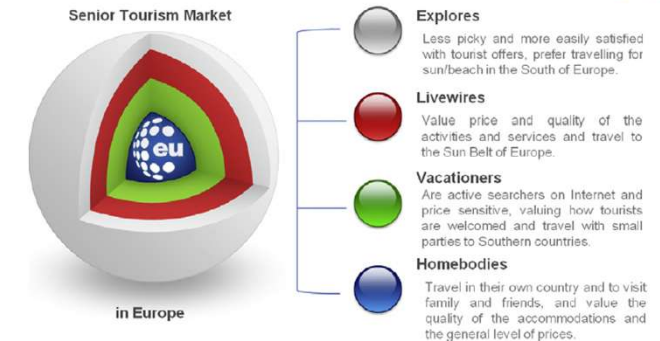 Senior Tourism Market
eu
in Europe
Explores
Less picky and more easily satisfied
with tourist offers, prefer travelling for
sun/beach in the South of Europe.
Livewires
Value price and quality of the
activities and services and travel to
the Sun Belt of Europe.
Vacationers
Are active searchers on Internet and
price sensitive, valuing how tourists
are welcomed and travel with small
parties to Southern countries.
Homebodies
Travel in their own country and to visit
family and friends, and value the
quality of the accommodations and
the general level of prices.